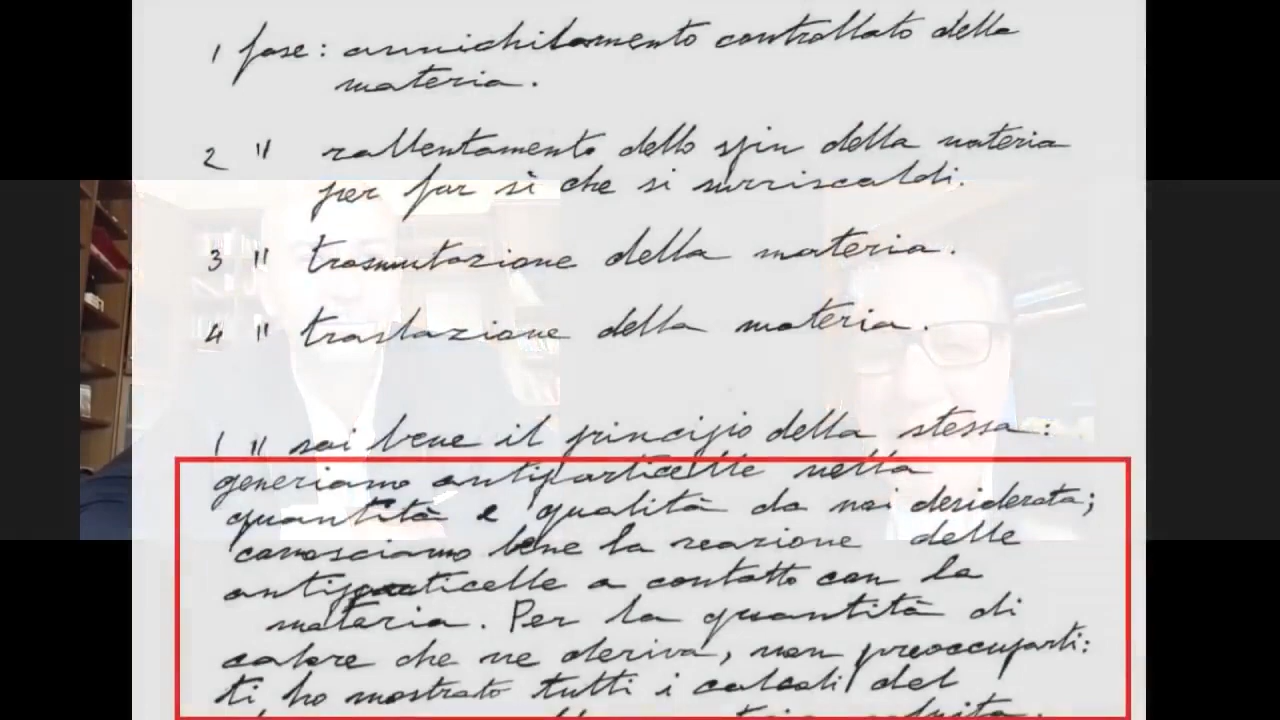 1 fase: annichilamento controllato della
materia.
2 " rallentamento dello spin della materia
per far sì che si surriscaldi.
3 " trasmutazione della materia.
4 " traslazione della materia.
1 " sai bene il principio della stessa:
generiamo antiparticelle nella
quantità e qualità da noi desiderata;
conosciamo bene la reazione delle
antiparticelle a contatto con la
materia. Per la quantità di
calore che ne deriva, non preoccuparti:
ti ho mostrato tutti i calcoli del